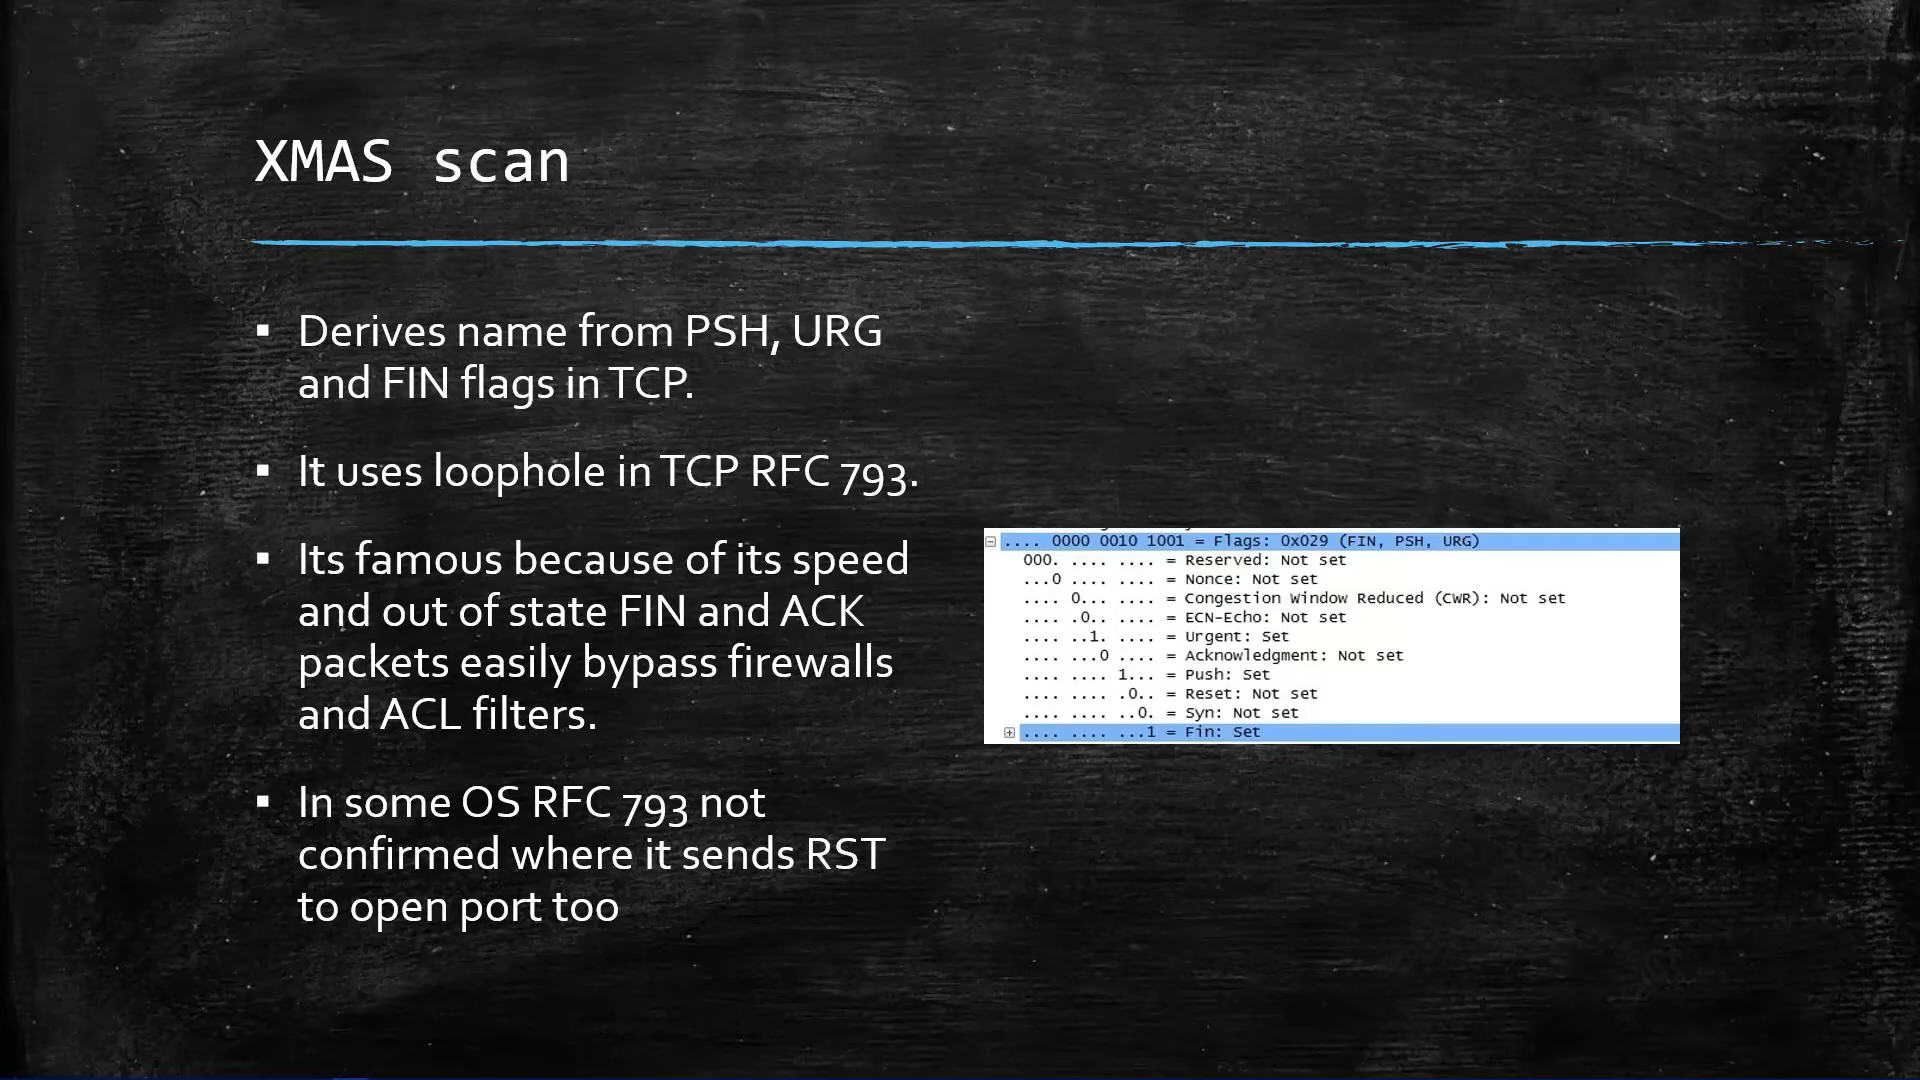 XMAS scan
▪ Derives name from PSH, URG
and FIN flags in TCP.
▪ It uses loophole in TCP RFC 793.
▪ Its famous because of its speed
and out of state FIN and ACK
packets easily bypass firewalls
and ACL filters.
▪ In some OS RFC 793 not
confirmed where it sends RST
to open port too
.... 0000 0010 1001 = Flags: 0x029 (FIN, PSH, URG)
000. .... .... = Reserved: Not set
...0 .... .... = Nonce: Not set
.... 0... .... = Congestion Window Reduced (CWR): Not set
.... .0.. .... = ECN-Echo: Not set
.... ..1. .... = Urgent: Set
.... ...0 .... = Acknowledgment: Not set
.... .... 1... = Push: Set
.... .... .0.. = Reset: Not set
.... .... ..0. = Syn: Not set
.... .... ...1 = Fin: Set